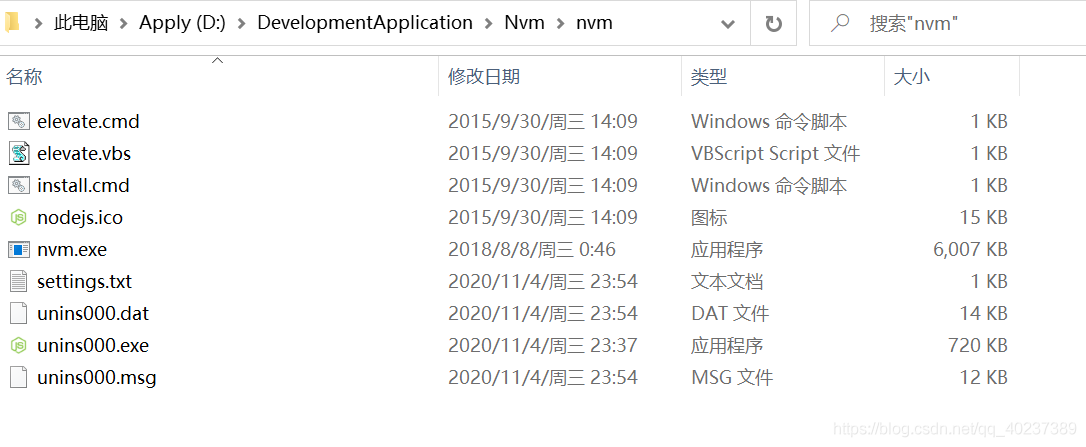 此电脑 > Apply (D:) > DevelopmentApplication > Nvm > nvm 搜索"nvm"
名称 修改日期 类型 大小
elevate.cmd 2015/9/30/周三 14:09 Windows 命令脚本 1 KB
elevate.vbs 2015/9/30/周三 14:09 VBScript Script 文件 1 KB
install.cmd 2015/9/30/周三 14:09 Windows 命令脚本 1 KB
nodejs.ico 2015/9/30/周三 14:09 图标 15 KB
nvm.exe 2018/8/8/周三 0:46 应用程序 6,007 KB
settings.txt 2020/11/4/周三 23:54 文本文档 1 KB
unins000.dat 2020/11/4/周三 23:54 DAT 文件 14 KB
unins000.exe 2020/11/4/周三 23:37 应用程序 720 KB
unins000.msg 2020/11/4/周三 23:54 MSG 文件 12 KB
https://blog.csdn.net/qq_40237389